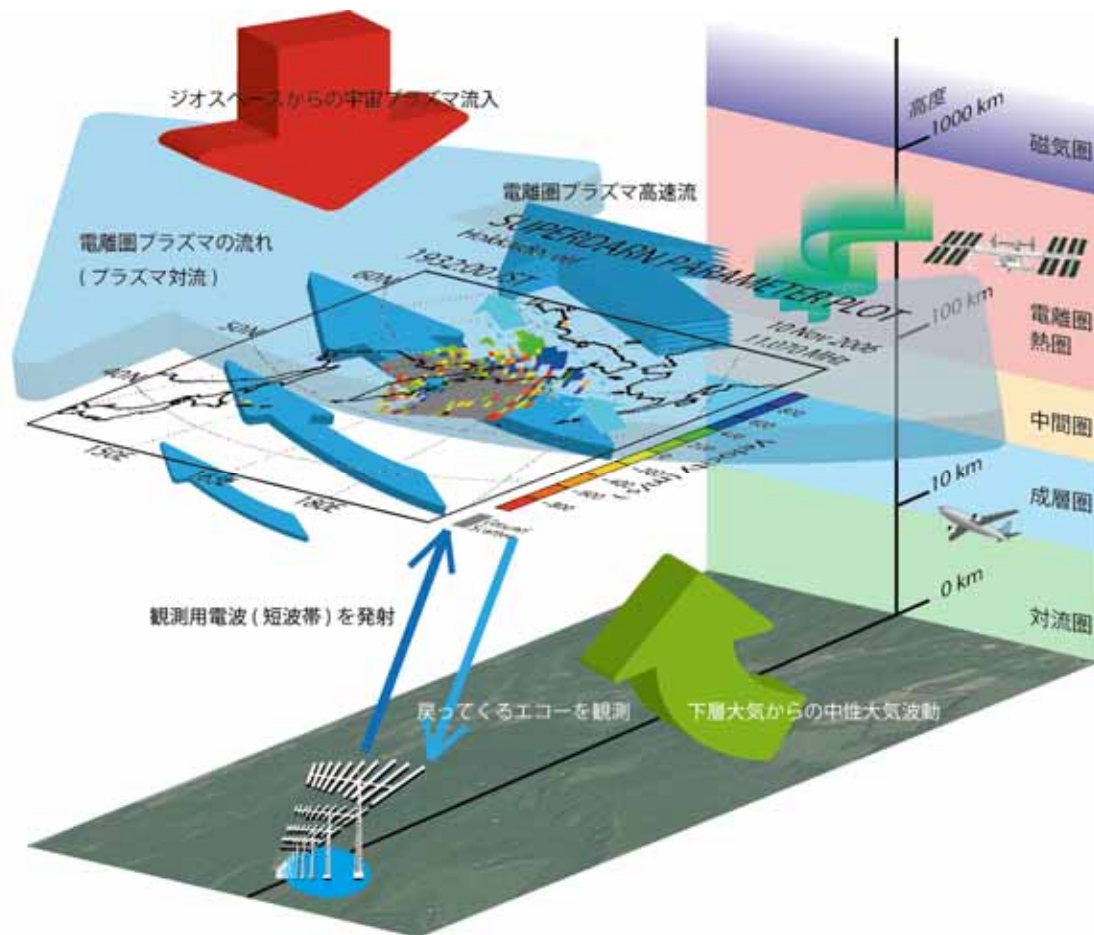 ジオスペースからの宇宙プラズマ流入
高度
1000 km
磁気圏
電離圏プラズマ高速流
電離圏プラズマの流れ
( プラズマ対流 )
SUPERDARN PARAMETER PLOT
193200 JST
10 Nov 2006
60N
50N
40N
150E
180E
100 km
電離圏
熱圏
中間圏
10 km
成層圏
0 km
対流圏
観測用電波 ( 短波帯 ) を発射
戻ってくるエコーを観測
下層大気からの中性大気波動